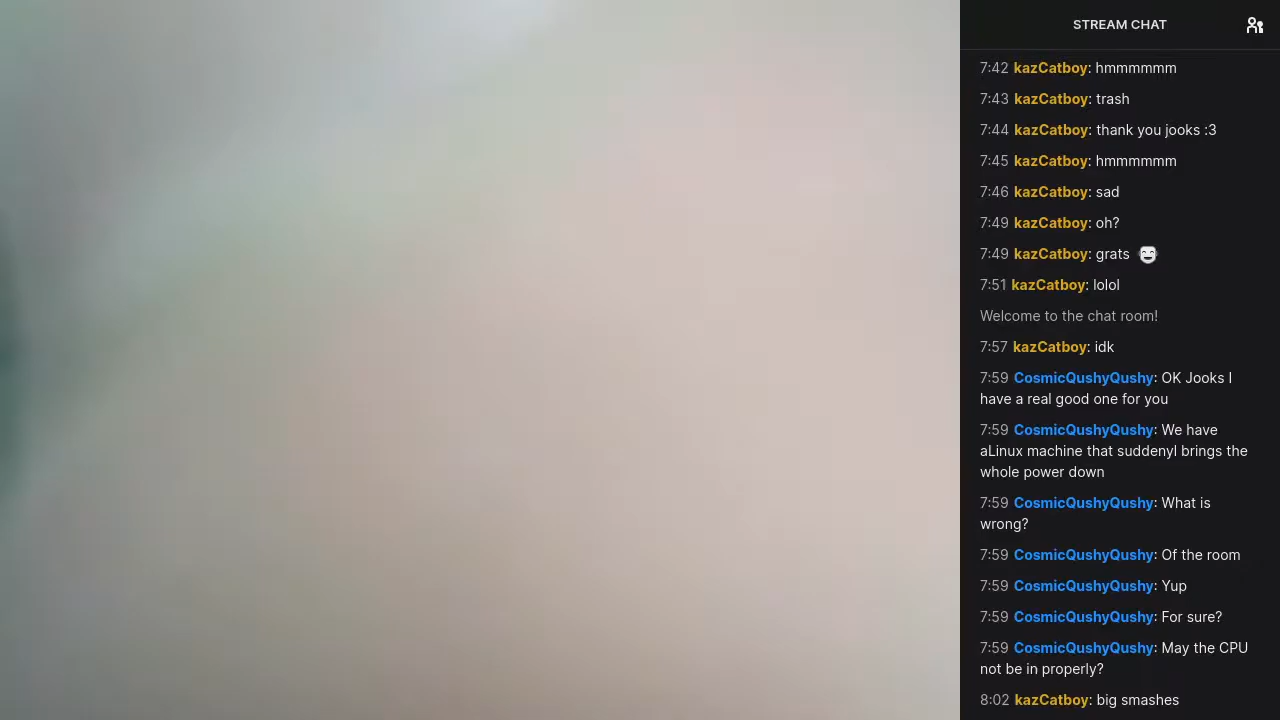 STREAM CHAT
7:42 kazCatboy: hmmmmmm
7:43 kazCatboy: trash
7:44 kazCatboy: thank you jooks :3
7:45 kazCatboy: hmmmmmm
7:46 kazCatboy: sad
7:49 kazCatboy: oh?
7:49 kazCatboy: grats
7:51 kazCatboy: lolol
Welcome to the chat room!
7:57 kazCatboy: idk
7:59 CosmicQushyQushy: OK Jooks I
have a real good one for you
7:59 CosmicQushyQushy: We have
aLinux machine that suddenyl brings the
whole power down
7:59 CosmicQushyQushy: What is
wrong?
7:59 CosmicQushyQushy: Of the room
7:59 CosmicQushyQushy: Yup
7:59 CosmicQushyQushy: For sure?
7:59 CosmicQushyQushy: May the CPU
not be in properly?
8:02 kazCatboy: big smashes